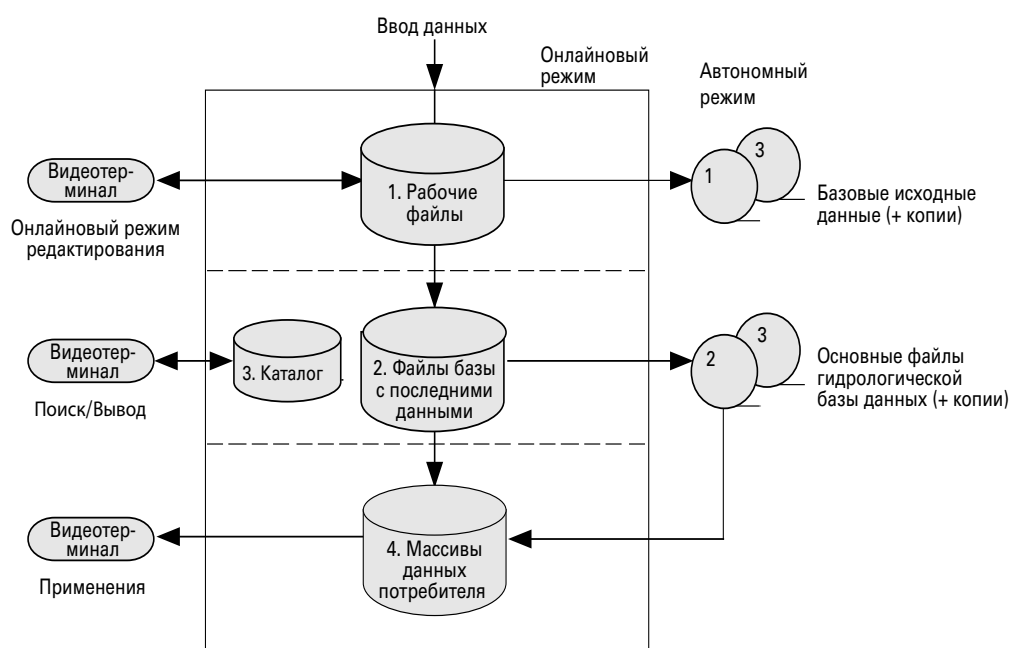 Ввод данных
Онлайновый
режим
Автономный
режим
Видеотер-
минал
Онлайновый режим
редактирования
1. Рабочие
файлы
1
3
Базовые исходные
данные (+ копии)
Видеотер-
минал
Поиск/Вывод
3. Каталог
2. Файлы базы
с последними
данными
2
3
Основные файлы
гидрологической
базы данных (+ копии)
Видеотер-
минал
Применения
4. Массивы
данных
потребителя